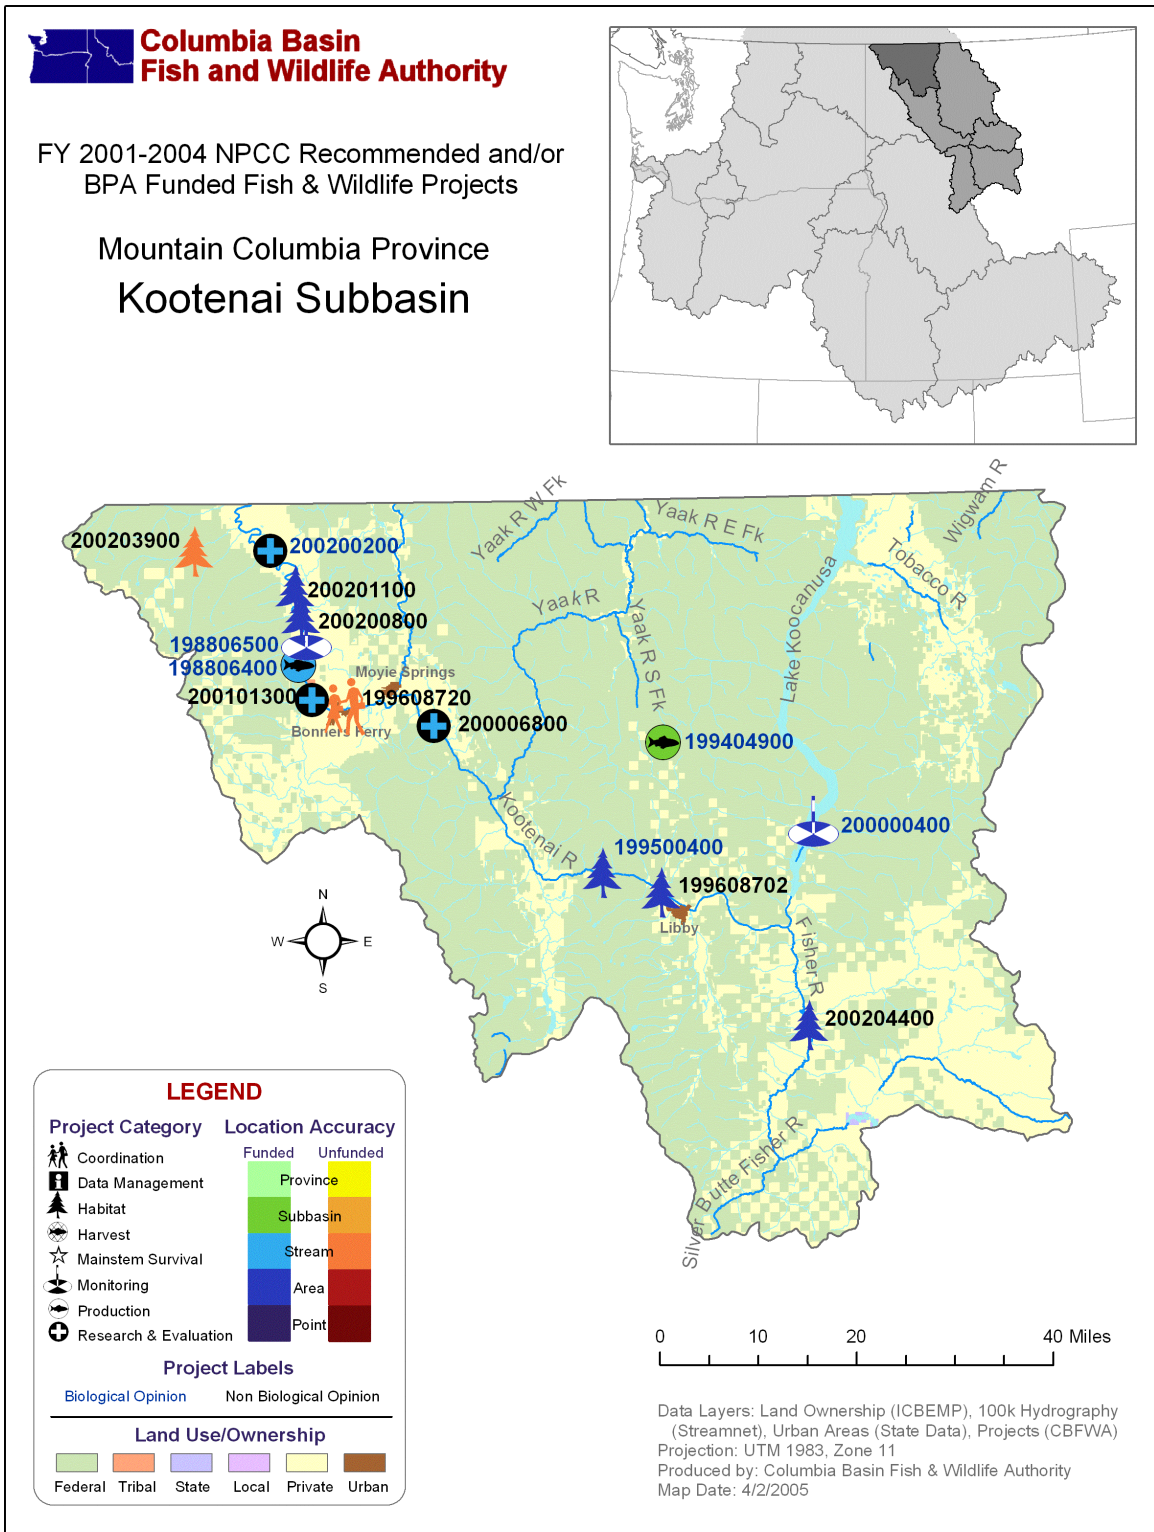 Columbia Basin
Fish and Wildlife Authority
FY 2001-2004 NPCC Recommended and/or
BPA Funded Fish & Wildlife Projects
Mountain Columbia Province
Kootenai Subbasin
Yaak R W Fk
Yaak R E Fk
Wigwam R
Tobacco R
Lake Koocanusa
Yaak R
Yaak R S Fk
200203900
200200200
200201100
200200800
198806500
198806400
Moyie Springs
200101300
199608720
Bonners Ferry
200006800
199404900
200000400
Kootenai R
199500400
199608702
Libby
Fisher R
200204400
Silver Butte Fisher R
N
W
E
S
LEGEND
Project Category
Coordination
Data Management
Habitat
Harvest
Mainstem Survival
Monitoring
Production
Research & Evaluation
Location Accuracy
Funded Unfunded
Province
Subbasin
Stream
Area
Point
Project Labels
Biological Opinion Non Biological Opinion
Land Use/Ownership
Federal Tribal State Local Private Urban
0 10 20 40 Miles
Data Layers: Land Ownership (ICBEMP), 100k Hydrography
(Streamnet), Urban Areas (State Data), Projects (CBFWA)
Projection: UTM 1983, Zone 11
Produced by: Columbia Basin Fish & Wildlife Authority
Map Date: 4/2/2005